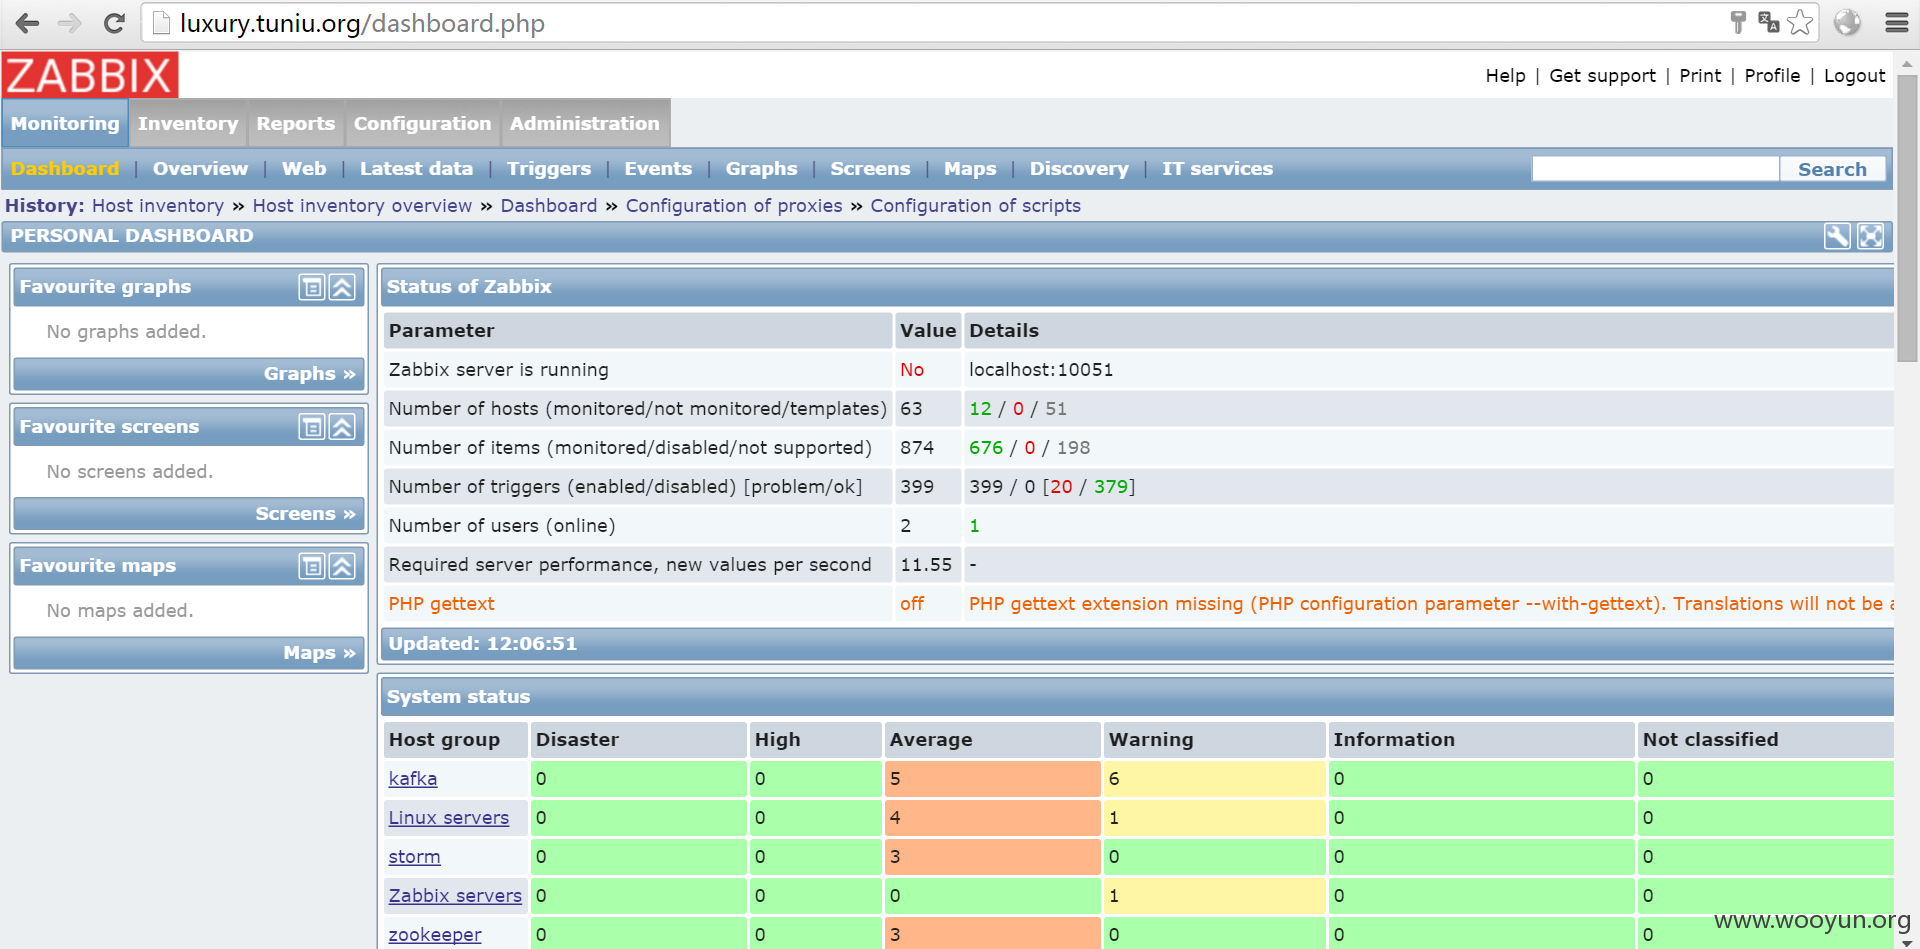 luxury.tuniu.org/dashboard.php
ZABBIX
Help | Get support | Print | Profile | Logout
Monitoring Inventory Reports Configuration Administration
Dashboard | Overview | Web | Latest data | Triggers | Events | Graphs | Screens | Maps | Discovery | IT services Search
History: Host inventory » Host inventory overview » Dashboard » Configuration of proxies » Configuration of scripts
PERSONAL DASHBOARD
Favourite graphs
No graphs added.
Graphs »
Favourite screens
No screens added.
Screens »
Favourite maps
No maps added.
Maps »
Status of Zabbix
Parameter Value Details
Zabbix server is running No localhost:10051
Number of hosts (monitored/not monitored/templates) 63 12 / 0 / 51
Number of items (monitored/disabled/not supported) 874 676 / 0 / 198
Number of triggers (enabled/disabled) [problem/ok] 399 399 / 0 [20 / 379]
Number of users (online) 2 1
Required server performance, new values per second 11.55 -
PHP gettext off PHP gettext extension missing (PHP configuration parameter --with-gettext). Translations will not be
Updated: 12:06:51
System status
Host group Disaster High Average Warning Information Not classified
kafka 0 0 5 6 0 0
Linux servers 0 0 4 1 0 0
storm 0 0 3 0 0 0
Zabbix servers 0 0 0 1 0 0
zookeeper 0 0 3 0 0 0
www.wooyun.org